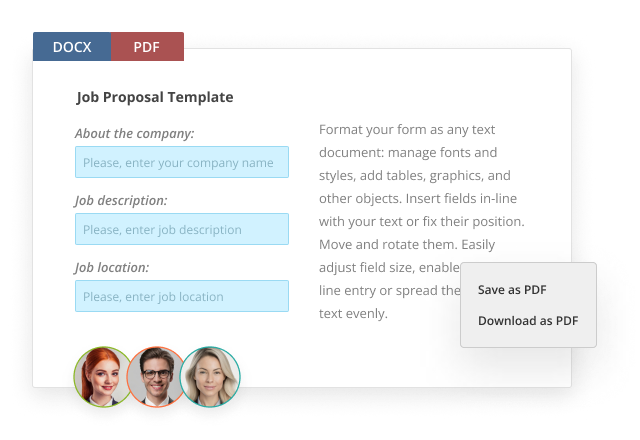 DOCX PDF
Job Proposal Template
About the company:
Please, enter your company name
Job description:
Please, enter job description
Job location:
Please, enter job location
Format your form as any text
document: manage fonts and
styles, add tables, graphics, and
other objects. Insert fields in-line
with your text or fix their position.
Move and rotate them. Easily
adjust field size, enable
line entry or spread
text evenly.
Save as PDF
Download as PDF